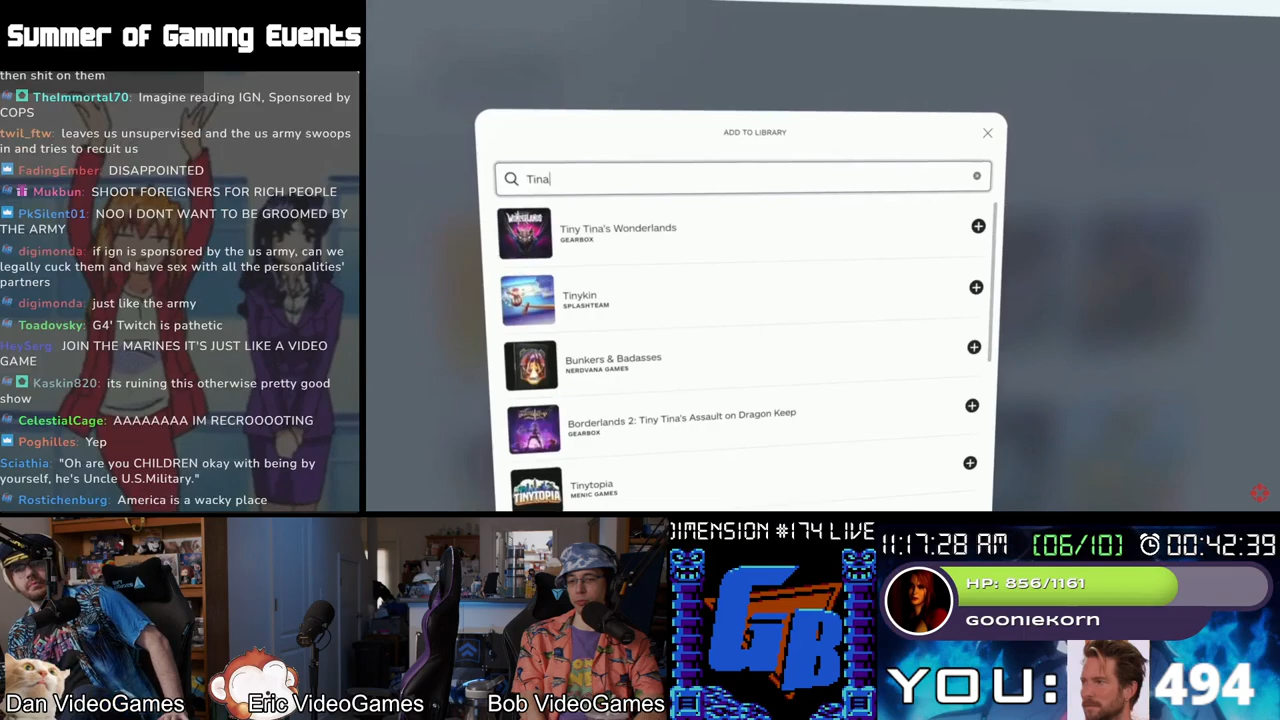 Summer of Gaming Events
then shit on them
TheImmortal70: Imagine reading IGN, Sponsored by
COPS
twil_ftw: leaves us unsupervised and the us army swoops
in and tries to recuit us
FadingEmber: DISAPPOINTED
Mukbun: SHOOT FOREIGNERS FOR RICH PEOPLE
PkSilent01: NOO I DONT WANT TO BE GROOMED BY
THE ARMY
digimonda: if ign is sponsored by the us army, can we
legally cuck them and have sex with all the personalities'
partners
digimonda: just like the army
Toadovsky: G4' Twitch is pathetic
HeySerg: JOIN THE MARINES IT'S JUST LIKE A VIDEO
GAME
Kaskin820: its ruining this otherwise pretty good
show
CelestialCage: AAAAAAA IM RECROOOOTING
Poghilles: Yep
Sciathia: "Oh are you CHILDREN okay with being by
yourself, he's Uncle U.S.Military."
Rostichenburg: America is a wacky place
ADD TO LIBRARY
Tina
Tiny Tina's Wonderlands
GEARBOX
Tinykin
SPLASHTEAM
Bunkers & Badasses
NERDVANA GAMES
Borderlands 2: Tiny Tina's Assault on Dragon Keep
GEARBOX
Tinytopia
MENIC GAMES
WONDERLANDS
TINYTOPIA
Dan VideoGames
Eric VideoGames
Bob VideoGames
DIMENSION #174 LIVE
GB
11:17:28 AM [06/10] 00:42:39
HP: 856/1161
GOONIEKORN
YOU: 494